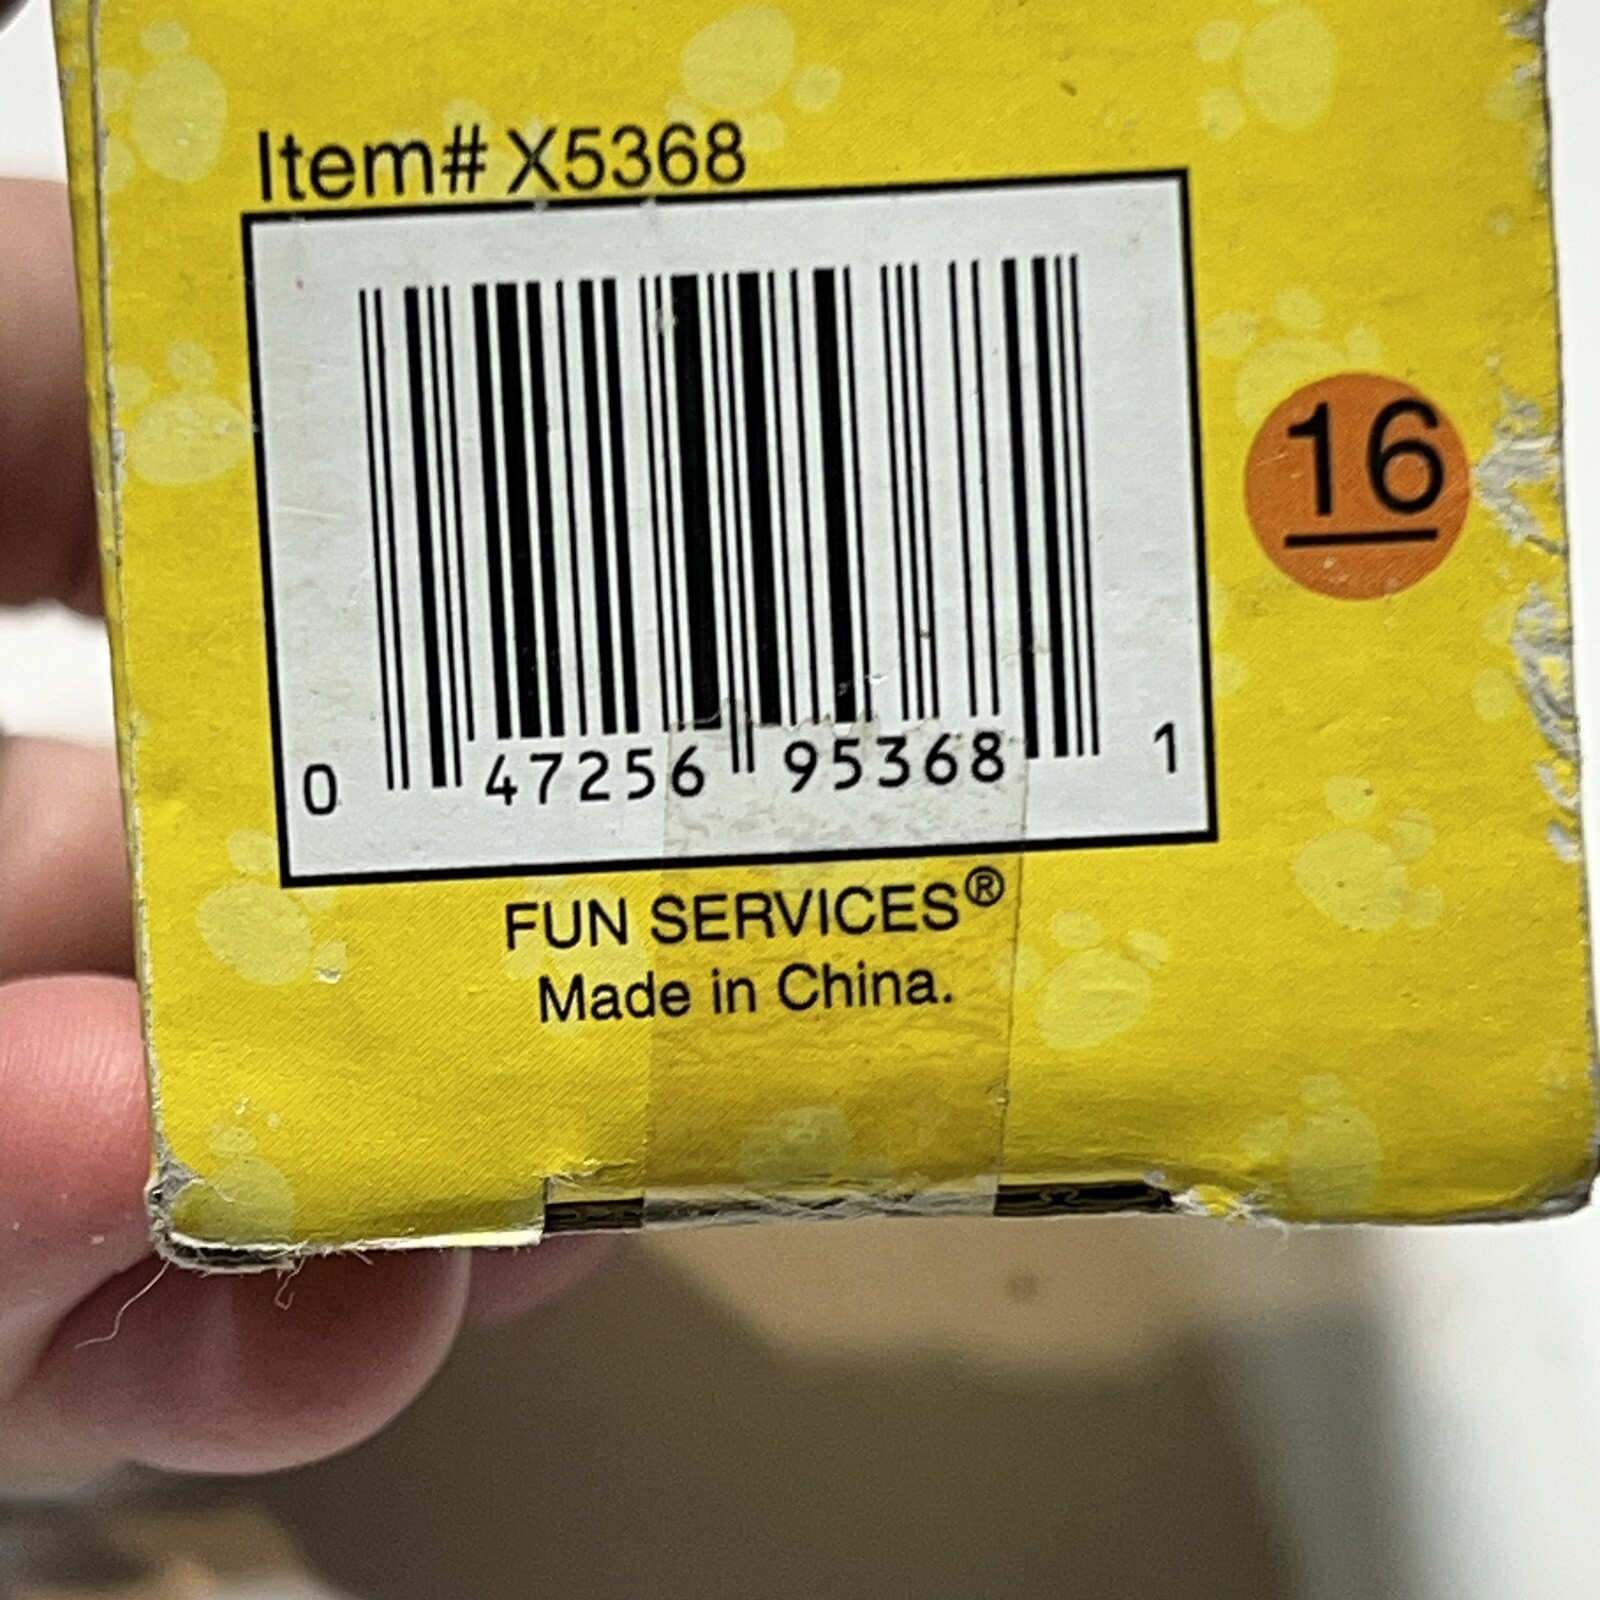 Item# X5368
16
0 47256 95368 1
FUN SERVICES®
Made in China.